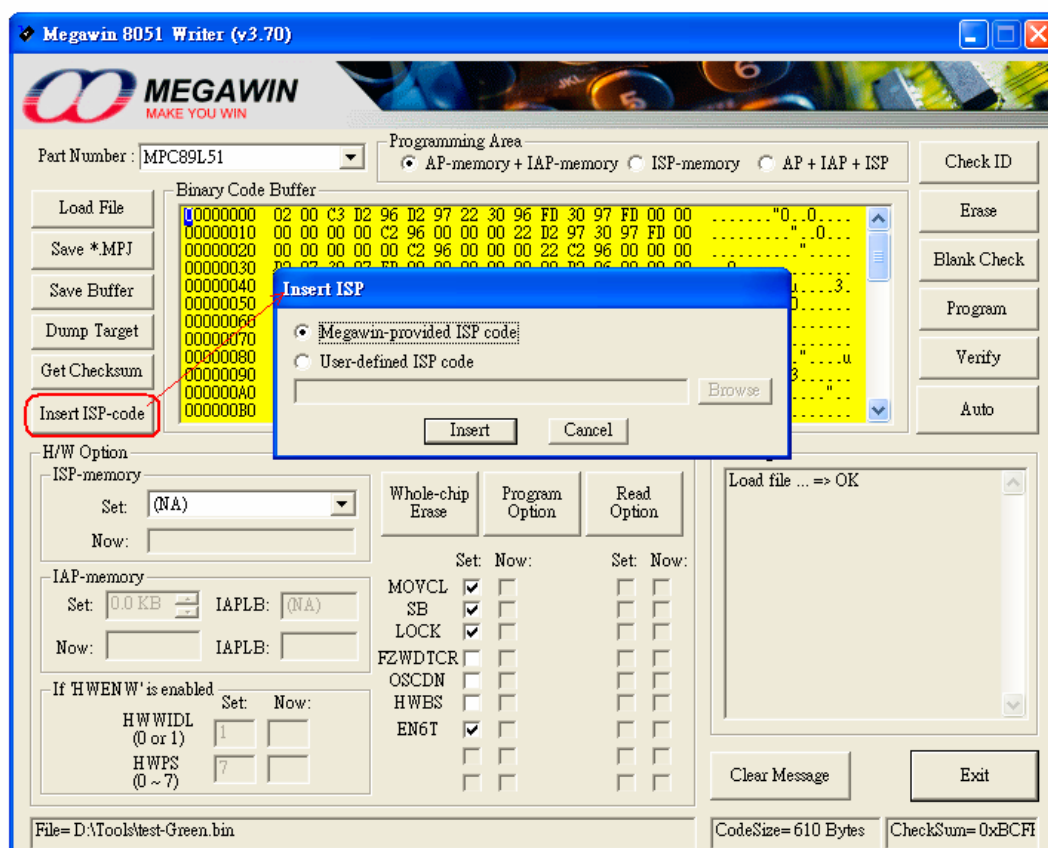 Megawin 8051 Writer (v3.70)
MEGAWIN
MAKE YOU WIN
Part Number : MPC89L51
Programming Area
AP-memory + IAP-memory ISP-memory AP + IAP + ISP
Check ID
Load File
Save *.MPJ
Save Buffer
Dump Target
Get Checksum
Insert ISP-code
Binary Code Buffer
00000000 02 00 C3 D2 96 D2 97 22 30 96 FD 30 97 FD 00 00 ......."0..0....
00000010 00 00 00 00 C2 96 00 00 00 22 D2 97 30 97 FD 00 ........."..0...
00000020 00 00 00 00 00 C2 96 00 00 00 22 C2 96 00 00 00 ..........".....
00000030
00000040
00000050
00000060
00000070
00000080
00000090
000000A0
000000B0
Erase
Blank Check
Program
Verify
Auto
Insert ISP
Megawin-provided ISP code
User-defined ISP code
Browse
Insert Cancel
H/W Option
ISP-memory
Set: (NA)
Now:
IAP-memory
Set: 0.0 KB IAPLB: (NA)
Now: IAPLB:
If 'HWENW' is enabled
Set: Now:
HWWIDL
(0 or 1) 1
HWPS
(0 ~ 7) 7
Whole-chip Erase
Program Option
Read Option
Set: Now: Set: Now:
MOVCL
SB
LOCK
FZWDTCR
OSCDN
HWBS
EN6T
Load file ... => OK
Clear Message
Exit
File= D:\Tools\test-Green.bin
CodeSize= 610 Bytes
CheckSum= 0xBCFF